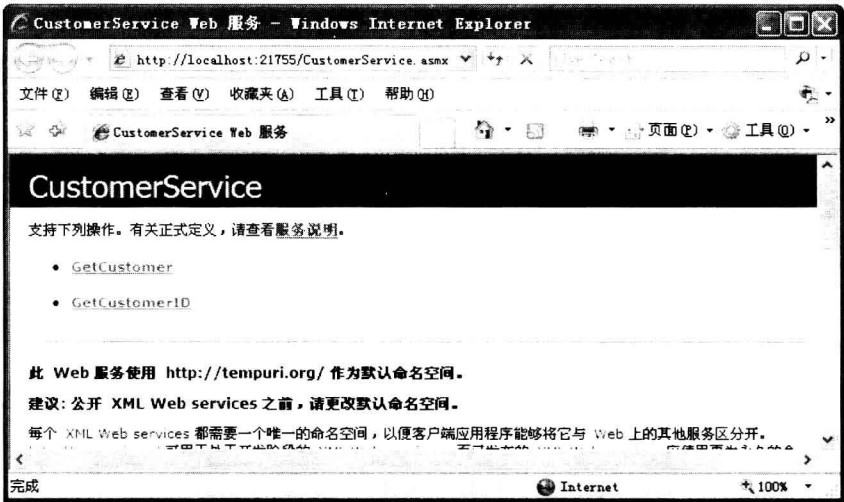 CustomerService Web 服务 - Windows Internet Explorer
http://localhost:21755/CustomerService.asmx
文件(F) 编辑(E) 查看(V) 收藏夹(A) 工具(T) 帮助(H)
CustomerService Web 服务 页面(P) 工具(O)
CustomerService
支持下列操作。有关正式定义，请查看服务说明。
• GetCustomer
• GetCustomerID
此 Web 服务使用 http://tempuri.org/ 作为默认命名空间。
建议: 公开 XML Web services 之前，请更改默认命名空间。
每个 XML Web services 都需要一个唯一的命名空间，以便客户端应用程序能够将它与 Web 上的其他服务区分开。
完成 Internet 100%